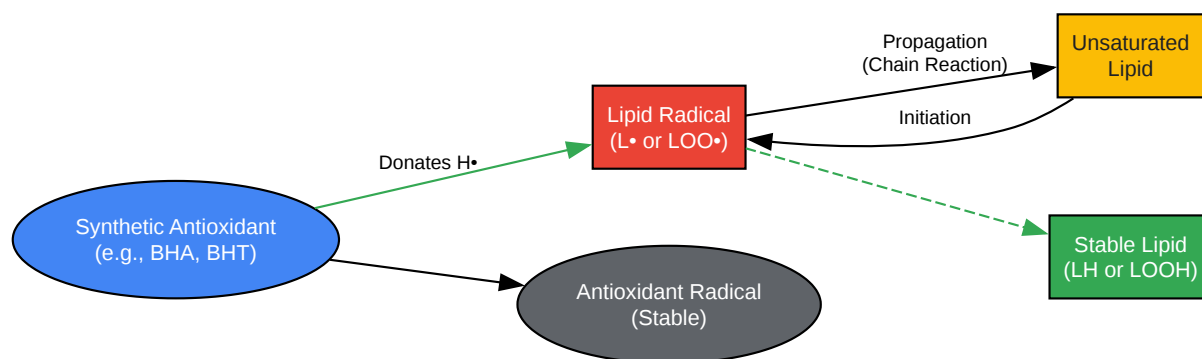 Propagation
(Chain Reaction)
Unsaturated
Lipid
Initiation
Lipid Radical
(L• or LOO•)
Donates H•
Synthetic Antioxidant
(e.g., BHA, BHT)
Stable Lipid
(LH or LOOH)
Antioxidant Radical
(Stable)